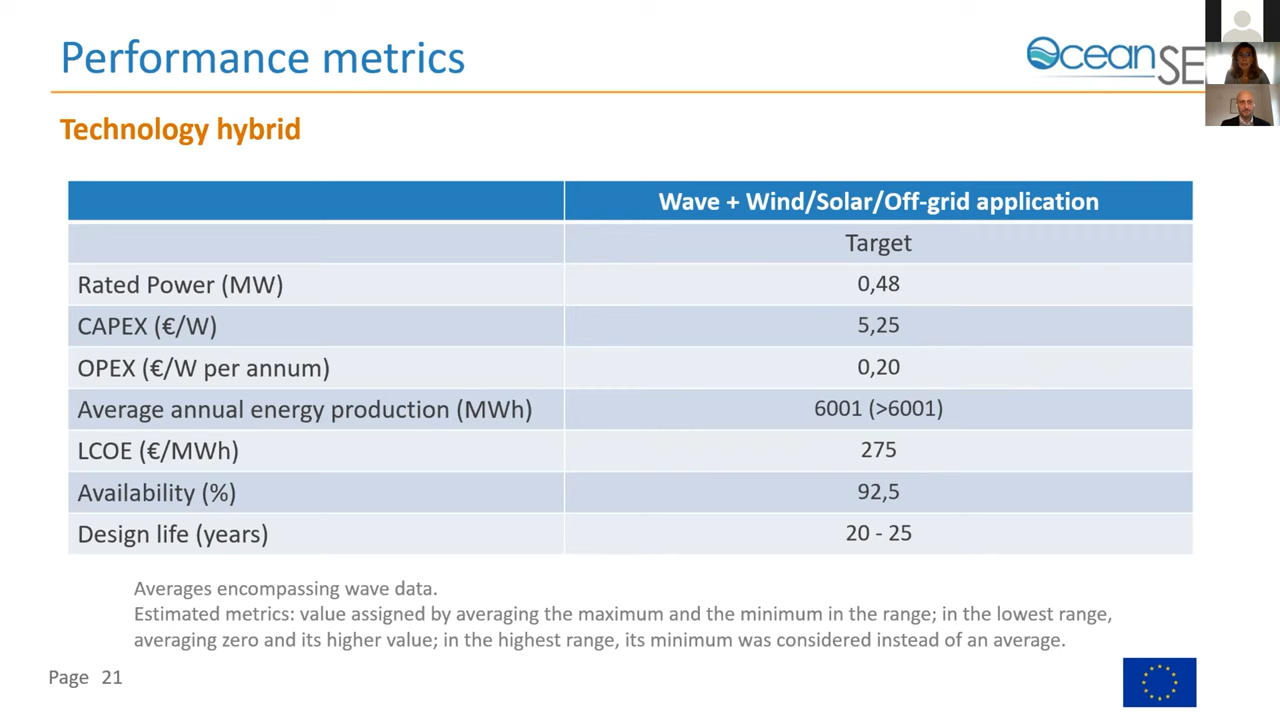 Performance metrics
OceanSE
Technology hybrid
Wave + Wind/Solar/Off-grid application
Target
Rated Power (MW) 0,48
CAPEX (€/W) 5,25
OPEX (€/W per annum) 0,20
Average annual energy production (MWh) 6001 (>6001)
LCOE (€/MWh) 275
Availability (%) 92,5
Design life (years) 20 - 25
Averages encompassing wave data.
Estimated metrics: value assigned by averaging the maximum and the minimum in the range; in the lowest range,
averaging zero and its higher value; in the highest range, its minimum was considered instead of an average.
Page 21